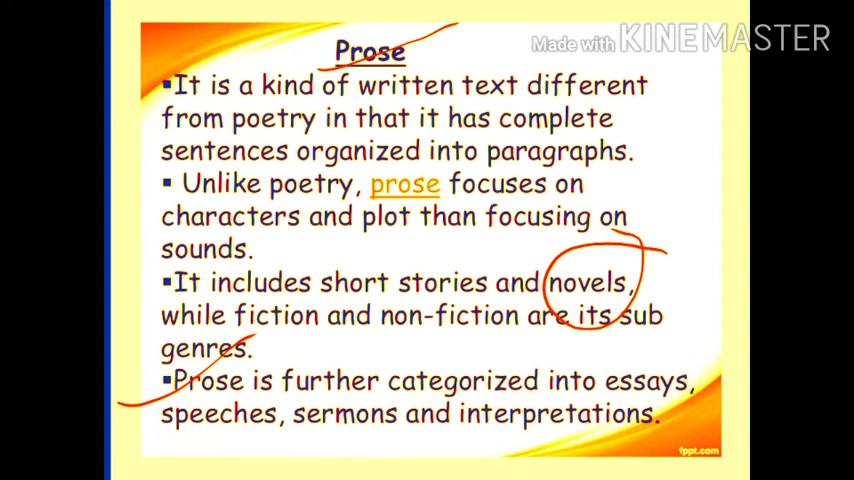 Made with KINEMASTER
Prose
▪It is a kind of written text different
from poetry in that it has complete
sentences organized into paragraphs.
▪ Unlike poetry, prose focuses on
characters and plot than focusing on
sounds.
▪It includes short stories and novels,
while fiction and non-fiction are its sub
genres.
▪Prose is further categorized into essays,
speeches, sermons and interpretations.
fppt.com